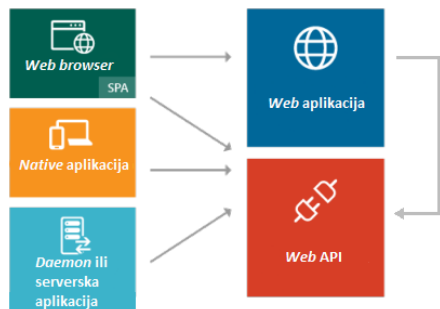 Web browser
SPA
Native aplikacija
Daemon ili
serverska
aplikacija
Web aplikacija
Web API